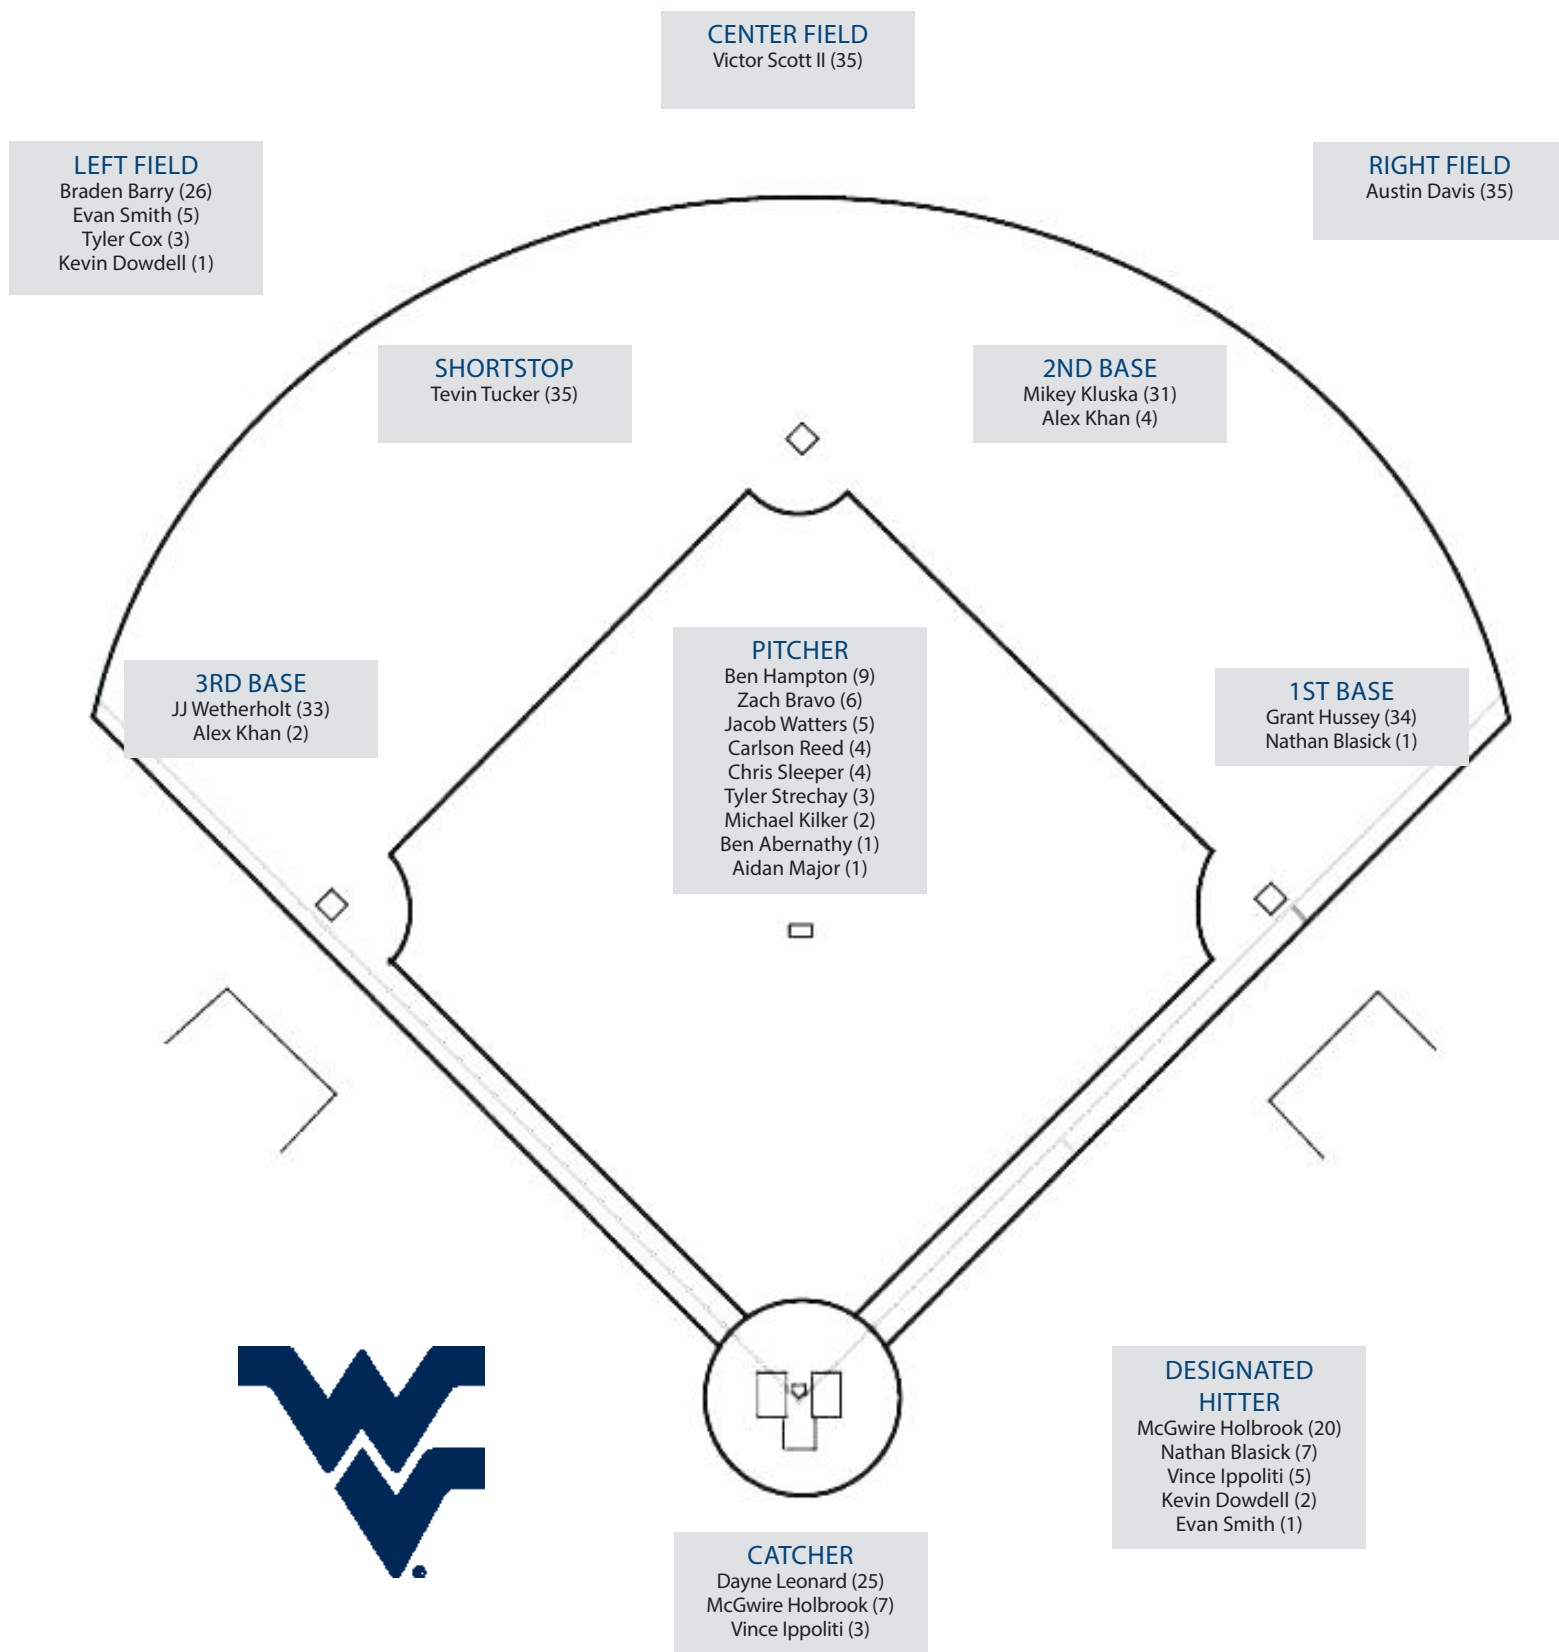 CENTER FIELD
Victor Scott II (35)
LEFT FIELD
Braden Barry (26)
Evan Smith (5)
Tyler Cox (3)
Kevin Dowdell (1)
RIGHT FIELD
Austin Davis (35)
SHORTSTOP
Tevin Tucker (35)
2ND BASE
Mikey Kluska (31)
Alex Khan (4)
PITCHER
Ben Hampton (9)
Zach Bravo (6)
Jacob Watters (5)
Carlson Reed (4)
Chris Sleeper (4)
Tyler Strechay (3)
Michael Kilker (2)
Ben Abernathy (1)
Aidan Major (1)
3RD BASE
JJ Wetherholt (33)
Alex Khan (2)
1ST BASE
Grant Hussey (34)
Nathan Blasick (1)
WV
DESIGNATED
HITTER
McGwire Holbrook (20)
Nathan Blasick (7)
Vince Ippoliti (5)
Kevin Dowdell (2)
Evan Smith (1)
CATCHER
Dayne Leonard (25)
McGwire Holbrook (7)
Vince Ippoliti (3)